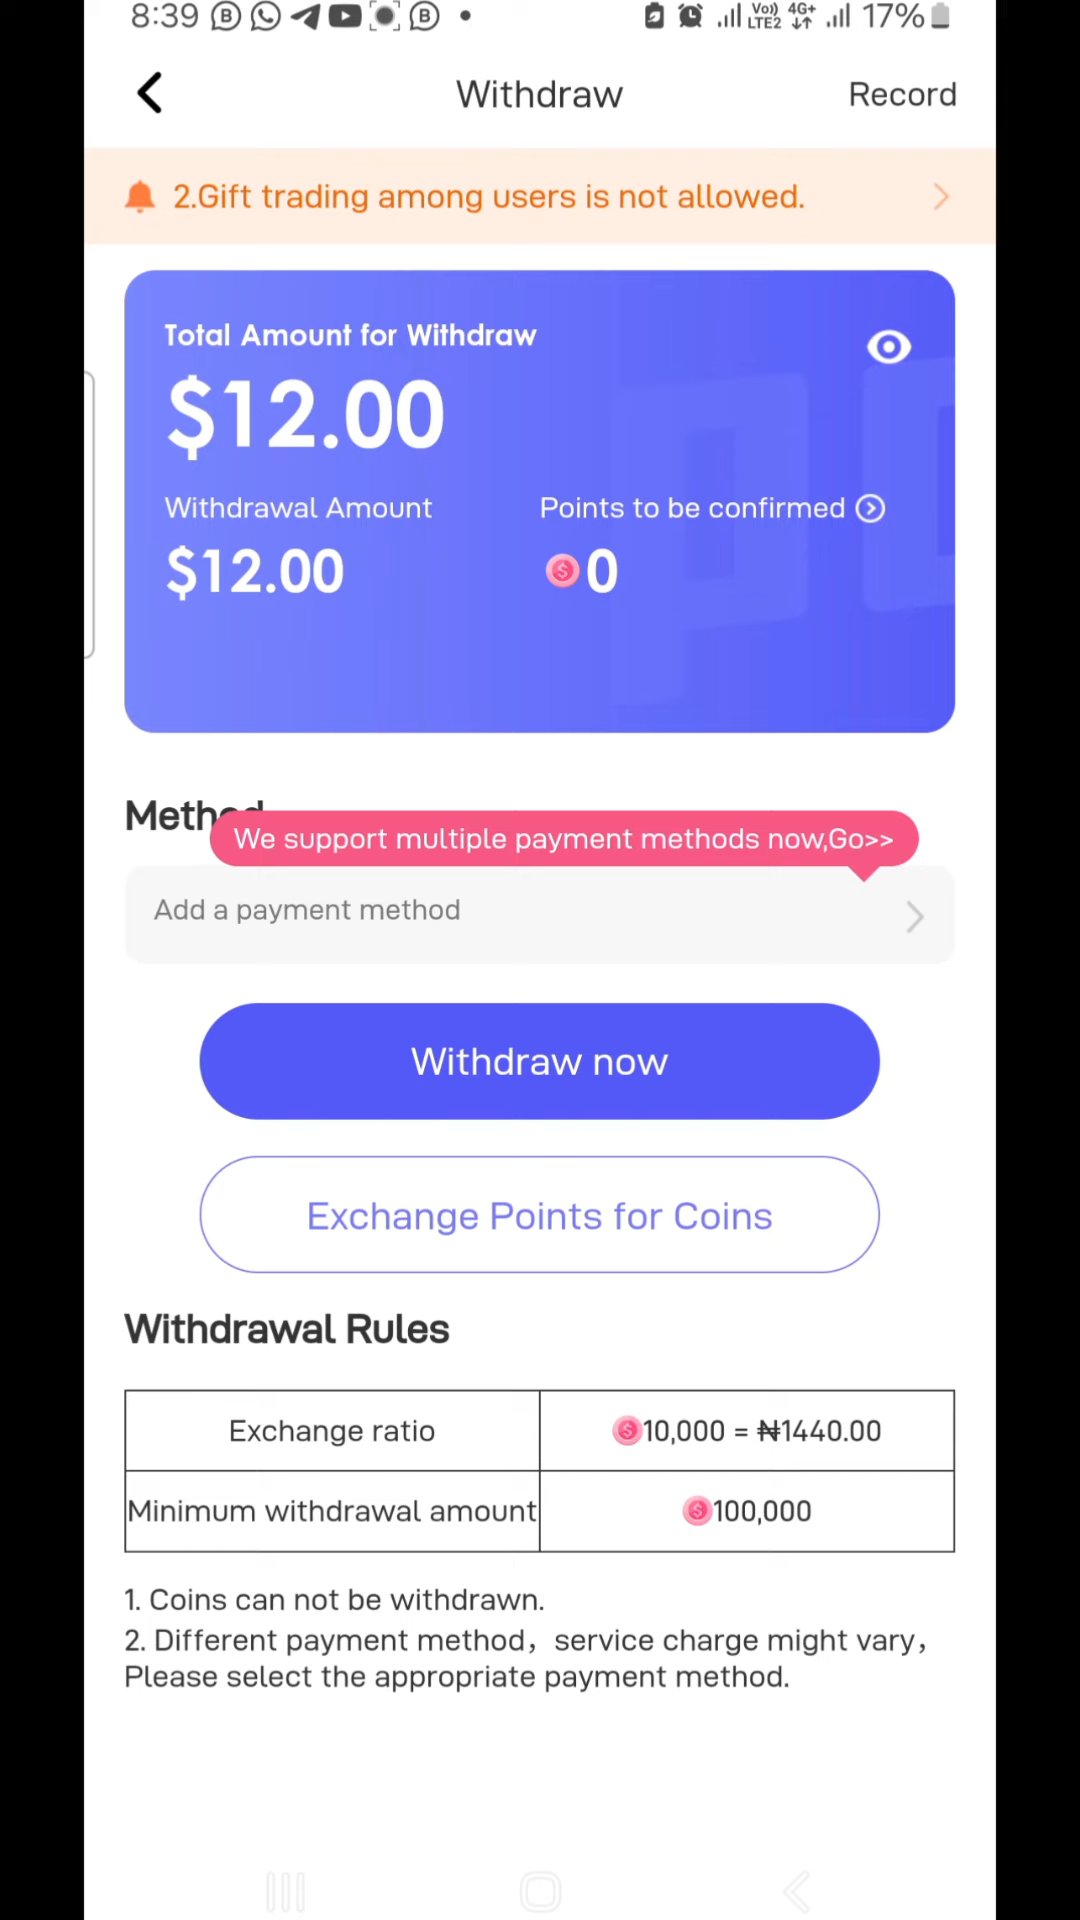 8:39 Vo)) LTE2 4G+ 17%
Withdraw
Record
2.Gift trading among users is not allowed.
Total Amount for Withdraw
$12.00
Withdrawal Amount
Points to be confirmed
$12.00
0
We support multiple payment methods now,Go>>
Add a payment method
Withdraw now
Exchange Points for Coins
Withdrawal Rules
Exchange ratio
10,000 = ₦1440.00
Minimum withdrawal amount
100,000
1. Coins can not be withdrawn.
2. Different payment method，service charge might vary，
Please select the appropriate payment method.